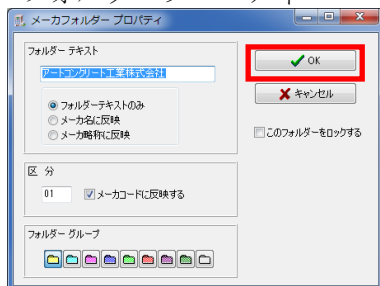 メーカフォルダー プロパティ
フォルダー テキスト
アートコンクリート工業株式会社
フォルダーテキストのみ
メーカ名に反映
メーカ略称に反映
OK
キャンセル
このフォルダーをロックする
区 分
01 メーカコードに反映する
フォルダー グループ